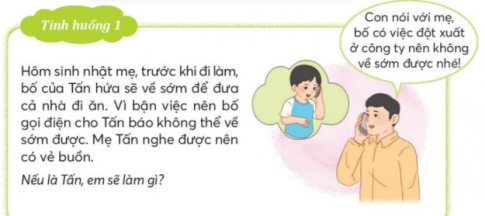 Tình huống 1
Con nói với mẹ,
bố có việc đột xuất
ở công ty nên không
về sớm được nhé!
Hôm sinh nhật mẹ, trước khi đi làm,
bố của Tấn hứa sẽ về sớm để đưa
cả nhà đi ăn. Vì bận việc nên bố
gọi điện cho Tấn báo không thể về
sớm được. Mẹ Tấn nghe được nên
có vẻ buồn.
Nếu là Tấn, em sẽ làm gì?